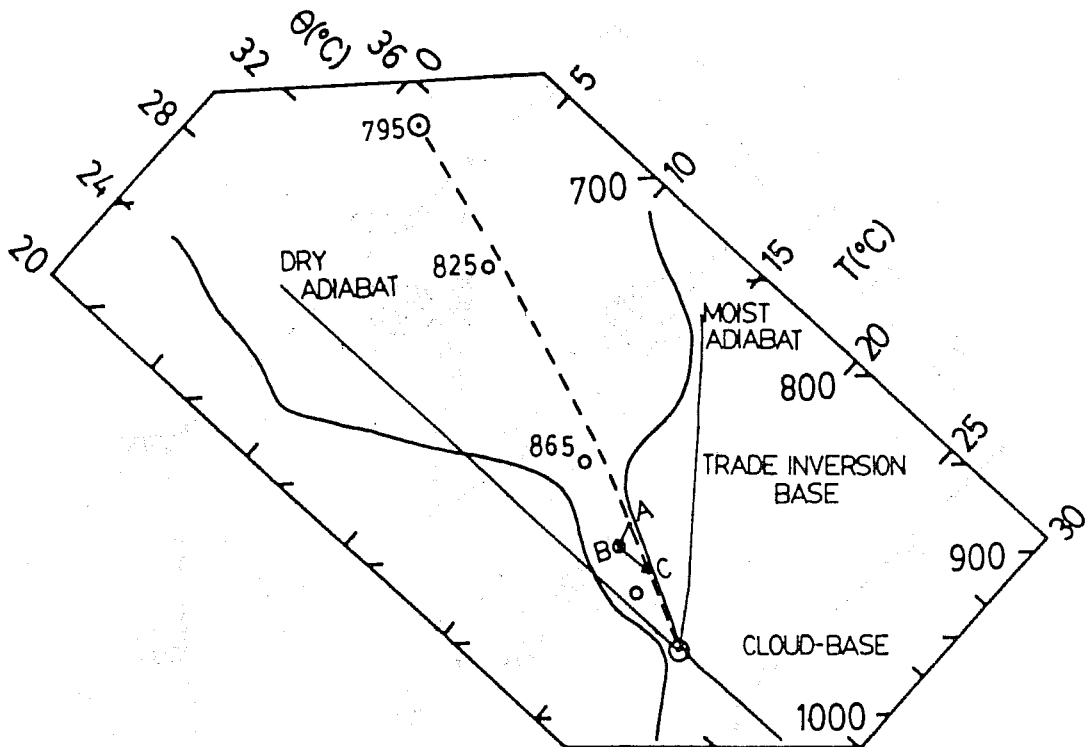 Θ(°C)
36
0
32
5
28
795
24
700
10
20
825
DRY
ADIABAT
15
T(°C)
MOIST
ADIABAT
20
800
865
25
TRADE INVERSION
BASE
A
30
B
C
900
CLOUD-BASE
1000